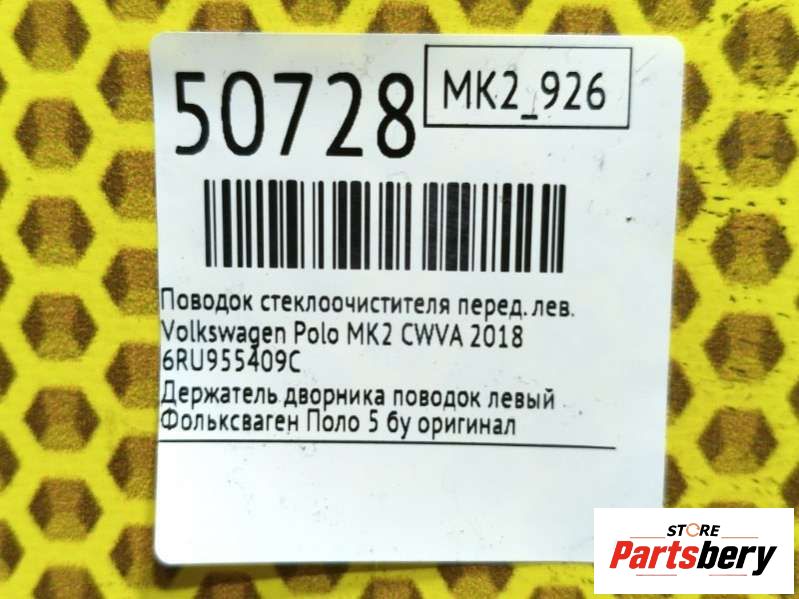 50728
MK2_926
Поводок стеклоочистителя перед. лев.
Volkswagen Polo MK2 CWVA 2018
6RU955409C
Держатель дворника поводок левый
Фольксваген Поло 5 бу оригинал
STORE
Partsbery